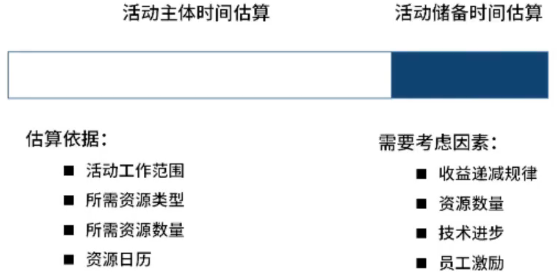 活动主体时间估算
活动储备时间估算
估算依据：
■ 活动工作范围
■ 所需资源类型
■ 所需资源数量
■ 资源日历
需要考虑因素：
■ 收益递减规律
■ 资源数量
■ 技术进步
■ 员工激励